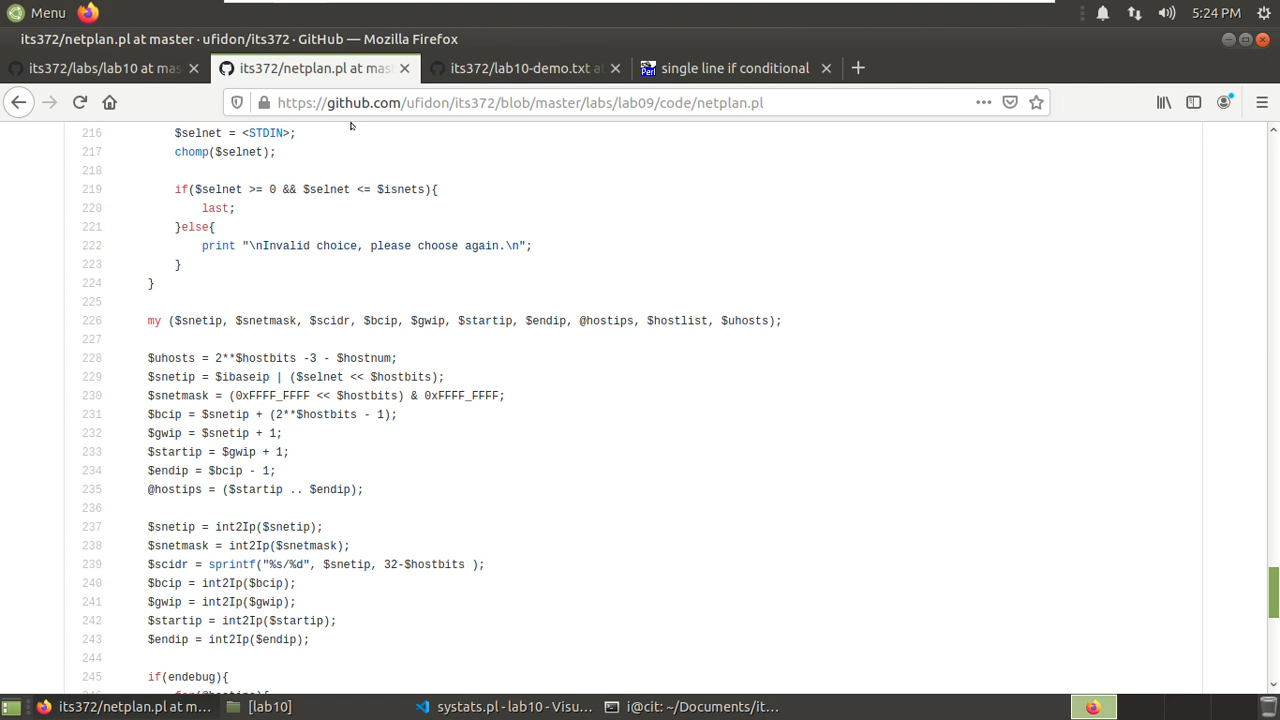 Menu
5:24 PM
its372/netplan.pl at master · ufidon/its372 · GitHub — Mozilla Firefox
its372/labs/lab10 at mas
its372/netplan.pl at mast
its372/lab10-demo.txt at
Perl
single line if conditional
https://github.com/ufidon/its372/blob/master/labs/lab09/code/netplan.pl
216 $selnet = <STDIN>;
217 chomp($selnet);
218
219 if($selnet >= 0 && $selnet <= $isnets){
220 last;
221 }else{
222 print "\nInvalid choice, please choose again.\n";
223 }
224 }
225
226 my ($snetip, $snetmask, $scidr, $bcip, $gwip, $startip, $endip, @hostips, $hostlist, $uhosts);
227
228 $uhosts = 2**$hostbits -3 - $hostnum;
229 $snetip = $ibaseip | ($selnet << $hostbits);
230 $snetmask = (0xFFFF_FFFF << $hostbits) & 0xFFFF_FFFF;
231 $bcip = $snetip + (2**$hostbits - 1);
232 $gwip = $snetip + 1;
233 $startip = $gwip + 1;
234 $endip = $bcip - 1;
235 @hostips = ($startip .. $endip);
236
237 $snetip = int2Ip($snetip);
238 $snetmask = int2Ip($snetmask);
239 $scidr = sprintf("%s/%d", $snetip, 32-$hostbits );
240 $bcip = int2Ip($bcip);
241 $gwip = int2Ip($gwip);
242 $startip = int2Ip($startip);
243 $endip = int2Ip($endip);
244
245 if(endebug){
its372/netplan.pl at m...
[lab10]
systats.pl - lab10 - Visu...
i@cit: ~/Documents/it...